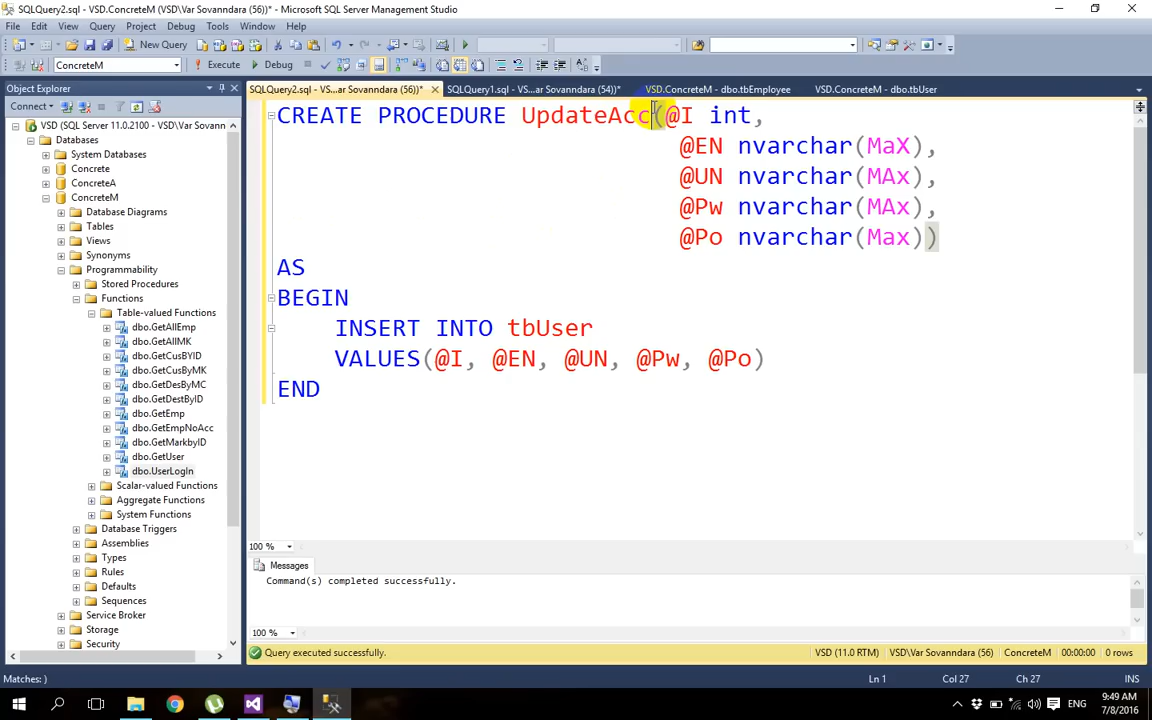 SQLQuery2.sql - VSD.ConcreteM (VSD\Var Sovanndara (56))* - Microsoft SQL Server Management Studio
File Edit View Query Project Debug Tools Window Help
New Query
ConcreteM Execute Debug
Object Explorer
Connect
VSD (SQL Server 11.0.2100 - VSD\Var Sovann
Databases
System Databases
Concrete
ConcreteA
ConcreteM
Database Diagrams
Tables
Views
Synonyms
Programmability
Stored Procedures
Functions
Table-valued Functions
dbo.GetAllEmp
dbo.GetAllMK
dbo.GetCusBYID
dbo.GetCusByMK
dbo.GetDesByMC
dbo.GetDestByID
dbo.GetEmp
dbo.GetEmpNoAcc
dbo.GetMarkbyID
dbo.GetUser
dbo.UserLogIn
Scalar-valued Functions
Aggregate Functions
System Functions
Database Triggers
Assemblies
Types
Rules
Defaults
Sequences
Service Broker
Storage
Security
SQLQuery2.sql - VS...ar Sovanndara (56))* SQLQuery1.sql - VS...ar Sovanndara (54))* VSD.ConcreteM - dbo.tbEmployee VSD.ConcreteM - dbo.tbUser
CREATE PROCEDURE UpdateAcc(@I int,
@EN nvarchar(MaX),
@UN nvarchar(MAx),
@Pw nvarchar(MAx),
@Po nvarchar(Max))
AS
BEGIN
INSERT INTO tbUser
VALUES(@I, @EN, @UN, @Pw, @Po)
END
100 %
Messages
Command(s) completed successfully.
100 %
Query executed successfully. VSD (11.0 RTM) VSD\Var Sovanndara (56) ConcreteM 00:00:00 0 rows
Matches: ) Ln 1 Col 27 Ch 27 INS
ENG
9:49 AM
7/8/2016